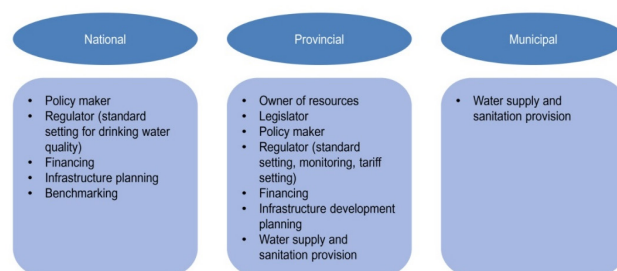 National
Provincial
Municipal
• Policy maker
• Regulator (standard
setting for drinking water
quality)
• Financing
• Infrastructure planning
• Benchmarking
• Owner of resources
• Legislator
• Policy maker
• Regulator (standard
setting, monitoring, tariff
setting)
• Financing
• Infrastructure development
planning
• Water supply and
sanitation provision
• Water supply and
sanitation provision